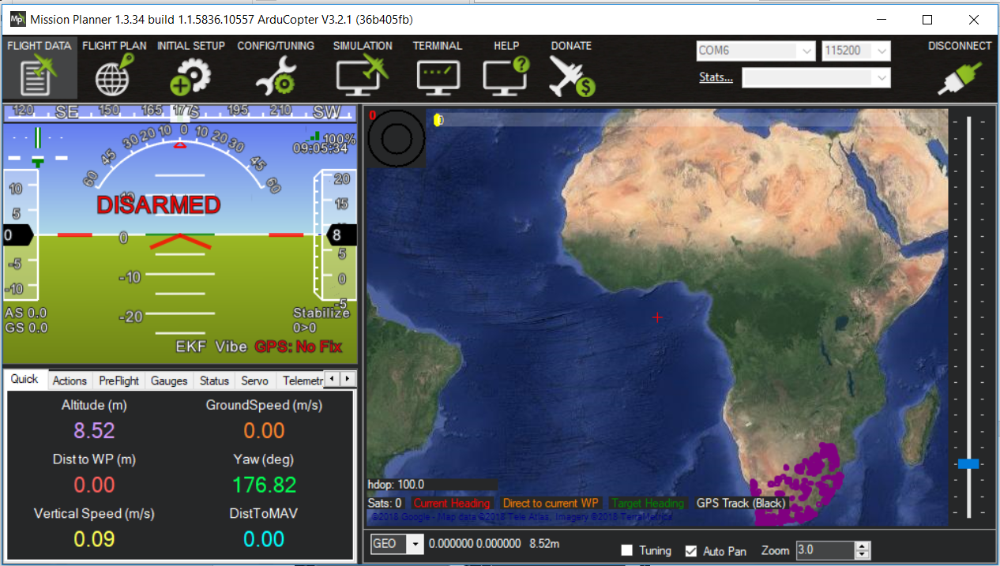 Mission Planner 1.3.34 build 1.1.5836.10557 ArduCopter V3.2.1 (36b405fb)
FLIGHT DATA FLIGHT PLAN INITIAL SETUP CONFIG/TUNING SIMULATION TERMINAL HELP DONATE
COM6 115200 DISCONNECT
Stats...
120 SE 150 165 177S 195 210 SW
60 45 30 20 10 0 10 20 30 45 60
100%
09:05:34
DISARMED
10 5 0 -5 -10
0 -10 -20
20 15 8 5 0 -5
AS 0.0
GS 0.0
Stabilize
0>0
EKF Vibe GPS: No Fix
Quick Actions PreFlight Gauges Status Servo Telemetr
Altitude (m) GroundSpeed (m/s)
8.52 0.00
Dist to WP (m) Yaw (deg)
0.00 176.82
Vertical Speed (m/s) DistToMAV
0.09 0.00
0
hdop: 100.0
Sats: 0 Current Heading Direct to current WP Target Heading GPS Track (Black)
©2018 Google - Map data ©2018 Tele Atlas, Imagery ©2018 TerraMetrics
GEO 0.000000 0.000000 8.52m Tuning Auto Pan Zoom 3.0